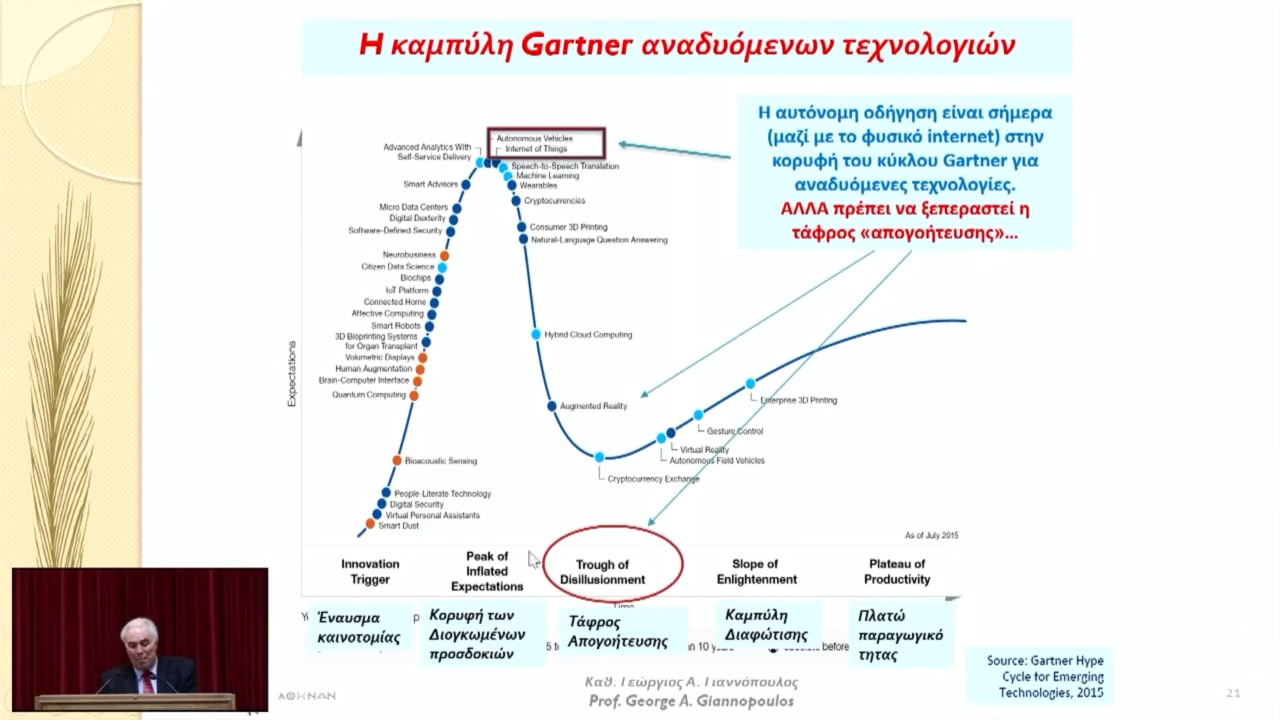 Η καμπύλη Gartner αναδυόμενων τεχνολογιών
Η αυτόνομη οδήγηση είναι σήμερα
(μαζί με το φυσικό internet) στην
κορυφή του κύκλου Gartner για
αναδυόμενες τεχνολογίες.
ΑΛΛΑ πρέπει να ξεπεραστεί η
τάφρος «απογοήτευσης»...
Autonomous Vehicles
Internet of Things
Advanced Analytics With
Self-Service Delivery
Speech-to-Speech Translation
Machine Learning
Smart Advisors
Wearables
Cryptocurrencies
Micro Data Centers
Digital Dexterity
Software-Defined Security
Consumer 3D Printing
Natural-Language Question Answering
Neurobusiness
Citizen Data Science
Biochips
IoT Platform
Connected Home
Affective Computing
Smart Robots
3D Bioprinting Systems
for Organ Transplant
Volumetric Displays
Human Augmentation
Brain-Computer Interface
Quantum Computing
Hybrid Cloud Computing
Augmented Reality
Enterprise 3D Printing
Gesture Control
Virtual Reality
Autonomous Field Vehicles
Cryptocurrency Exchange
Bioacoustic Sensing
People-Literate Technology
Digital Security
Virtual Personal Assistants
Smart Dust
Expectations
As of July 2015
Innovation
Trigger
Peak of
Inflated
Expectations
Trough of
Disillusionment
Slope of
Enlightenment
Plateau of
Productivity
Έναυσμα
καινοτομίας
Κορυφή των
Διογκωμένων
προσδοκιών
Τάφρος
Απογοήτευσης
Καμπύλη
Διαφώτισης
Πλατώ
παραγωγικό
τητας
10 before
Source: Gartner Hype
Cycle for Emerging
Technologies, 2015
ΑΘΗΝΩΝ
Καθ. Γεώργιος Α. Γιαννόπουλος
Prof. George A. Giannopoulos
21